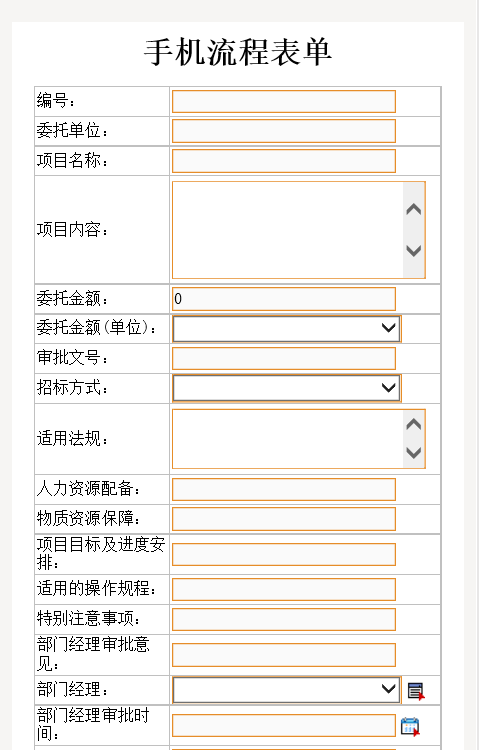 手机流程表单
编号：
委托单位：
项目名称：
项目内容：
委托金额： 0
委托金额(单位)：
审批文号：
招标方式：
适用法规：
人力资源配备：
物质资源保障：
项目目标及进度安
排：
适用的操作规程：
特别注意事项：
部门经理审批意
见：
部门经理：
部门经理审批时
间：